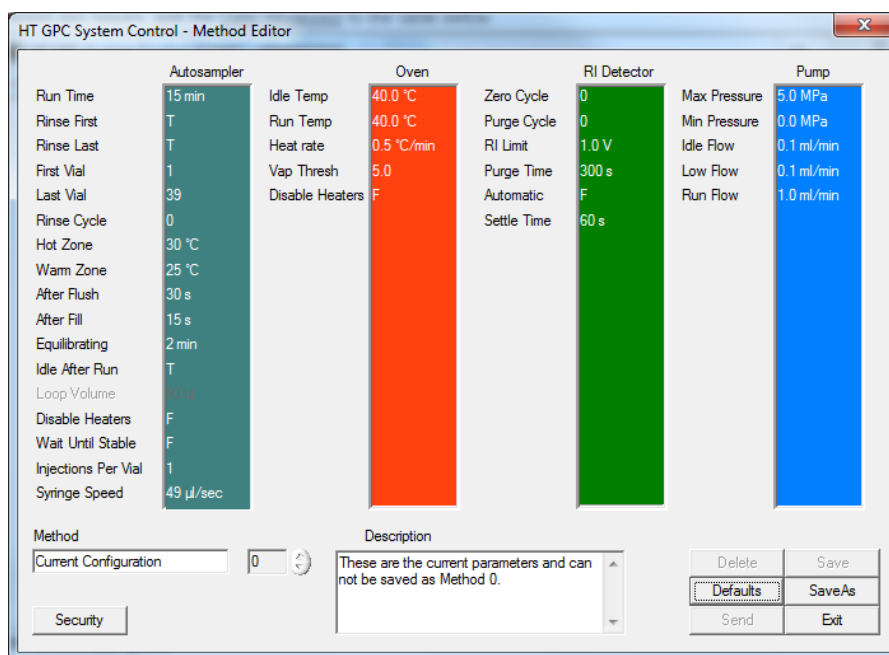 HT GPC System Control - Method Editor
Autosampler Oven RI Detector Pump
Run Time 15 min Idle Temp 40.0 °C Zero Cycle 0 Max Pressure 5.0 MPa
Rinse First T Run Temp 40.0 °C Purge Cycle 0 Min Pressure 0.0 MPa
Rinse Last T Heat rate 0.5 °C/min RI Limit 1.0 V Idle Flow 0.1 ml/min
First Vial 1 Vap Thresh 5.0 Purge Time 300 s Low Flow 0.1 ml/min
Last Vial 39 Disable Heaters F Automatic F Run Flow 1.0 ml/min
Rinse Cycle 0 Settle Time 60 s
Hot Zone 30 °C
Warm Zone 25 °C
After Flush 30 s
After Fill 15 s
Equilibrating 2 min
Idle After Run T
Loop Volume
Disable Heaters F
Wait Until Stable F
Injections Per Vial 1
Syringe Speed 49 µl/sec
Method Description
Current Configuration 0 These are the current parameters and can
not be saved as Method 0.
Delete Save
Defaults SaveAs
Security Send Exit